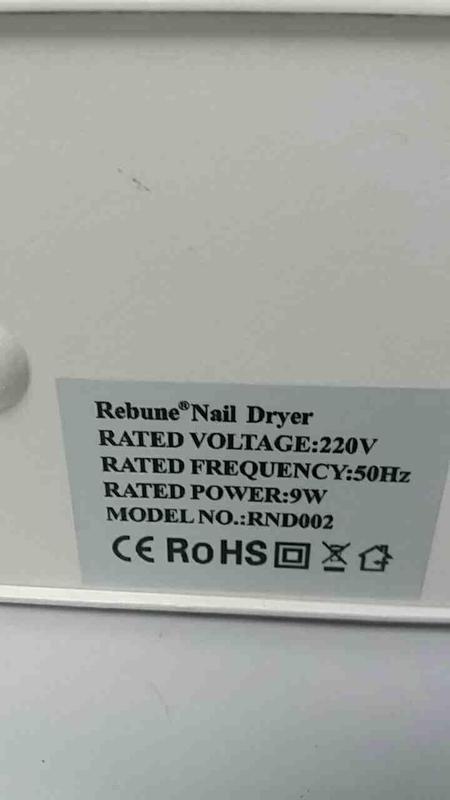 Rebune® Nail Dryer
RATED VOLTAGE:220V
RATED FREQUENCY:50Hz
RATED POWER:9W
MODEL NO.:RND002
CE RoHS